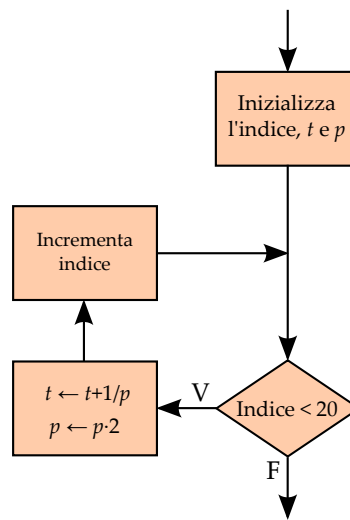 Inizializza
l'indice, t e p
Incrementa
indice
t ← t+1/p
p ← p·2
V
Indice < 20
F